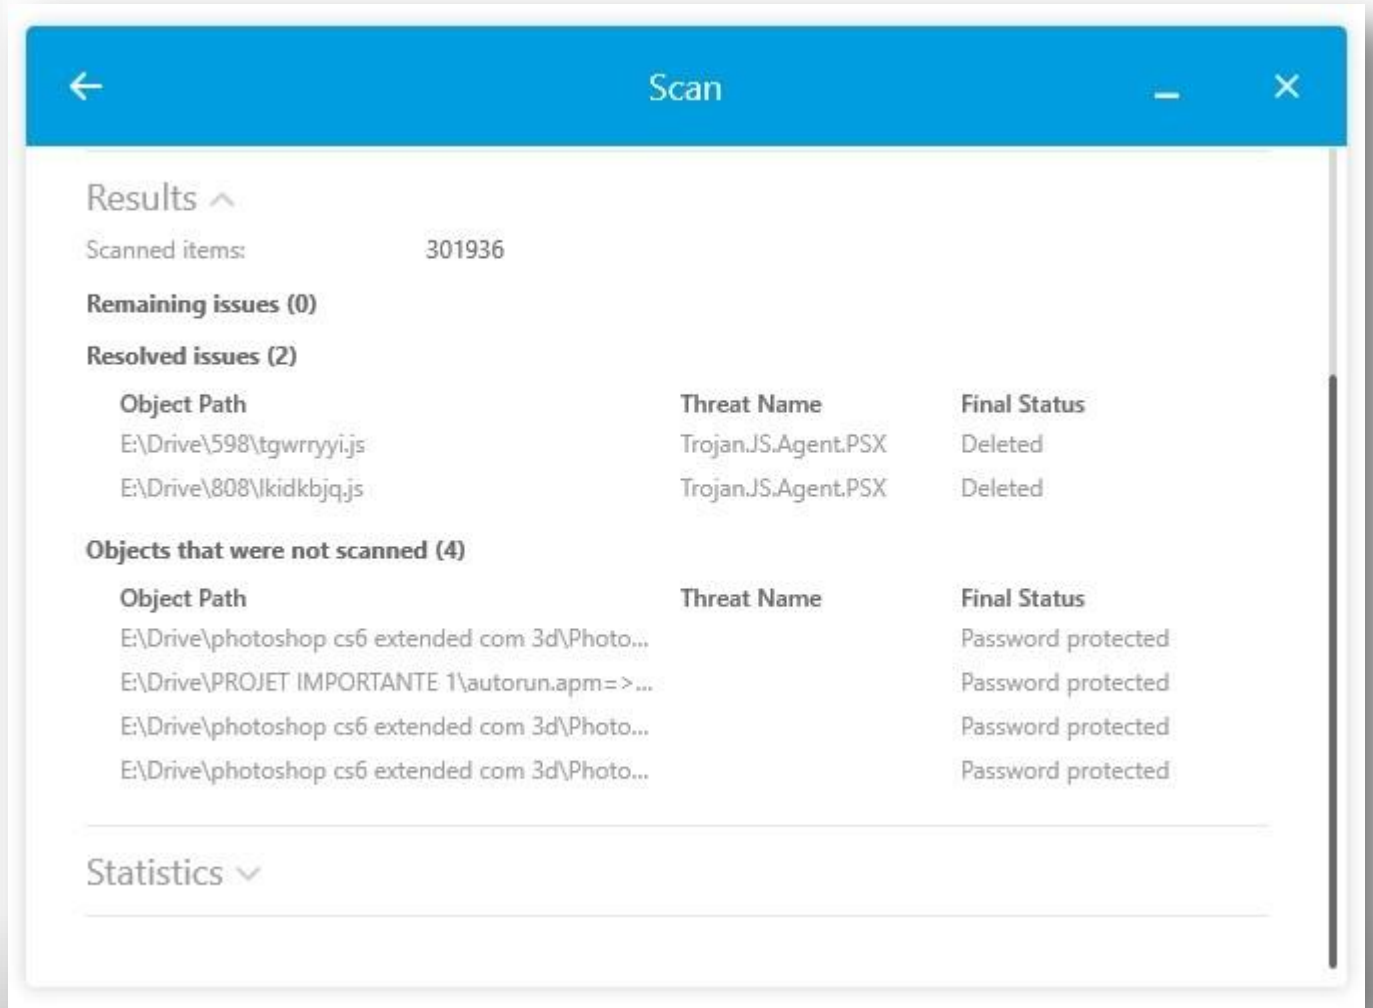 Scan
Results
Scanned items: 301936
Remaining issues (0)
Resolved issues (2)
Object Path Threat Name Final Status
E:\Drive\598\tgwrryyi.js Trojan.JS.Agent.PSX Deleted
E:\Drive\808\lkidkbjq.js Trojan.JS.Agent.PSX Deleted
Objects that were not scanned (4)
Object Path Threat Name Final Status
E:\Drive\photoshop cs6 extended com 3d\Photo... Password protected
E:\Drive\PROJET IMPORTANTE 1\autorun.apm=>... Password protected
E:\Drive\photoshop cs6 extended com 3d\Photo... Password protected
E:\Drive\photoshop cs6 extended com 3d\Photo... Password protected
Statistics